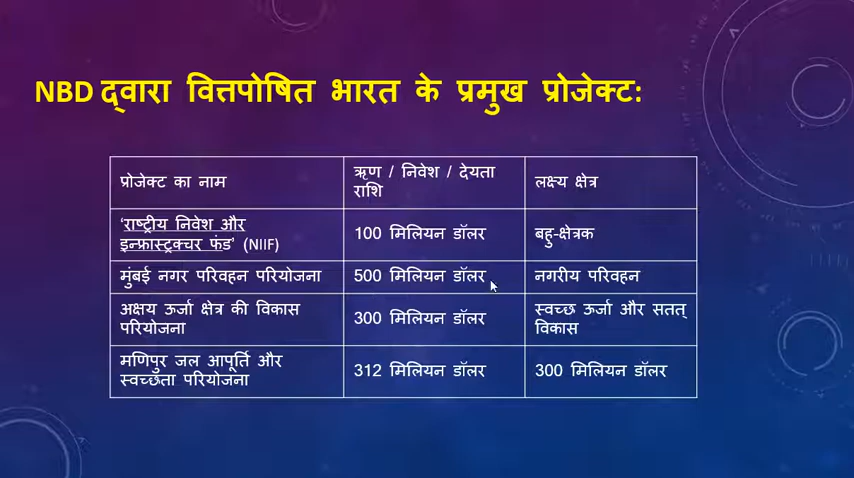 NBD द्वारा वित्तपोषित भारत के प्रमुख प्रोजेक्ट:
प्रोजेक्ट का नाम
ऋण / निवेश / देयता
राशि
लक्ष्य क्षेत्र
‘राष्ट्रीय निवेश और
इन्फ्रास्ट्रक्चर फंड’ (NIIF)
100 मिलियन डॉलर
बहु-क्षेत्रक
मुंबई नगर परिवहन परियोजना
500 मिलियन डॉलर
नगरीय परिवहन
अक्षय ऊर्जा क्षेत्र की विकास
परियोजना
300 मिलियन डॉलर
स्वच्छ ऊर्जा और सतत्
विकास
मणिपुर जल आपूर्ति और
स्वच्छता परियोजना
312 मिलियन डॉलर
300 मिलियन डॉलर